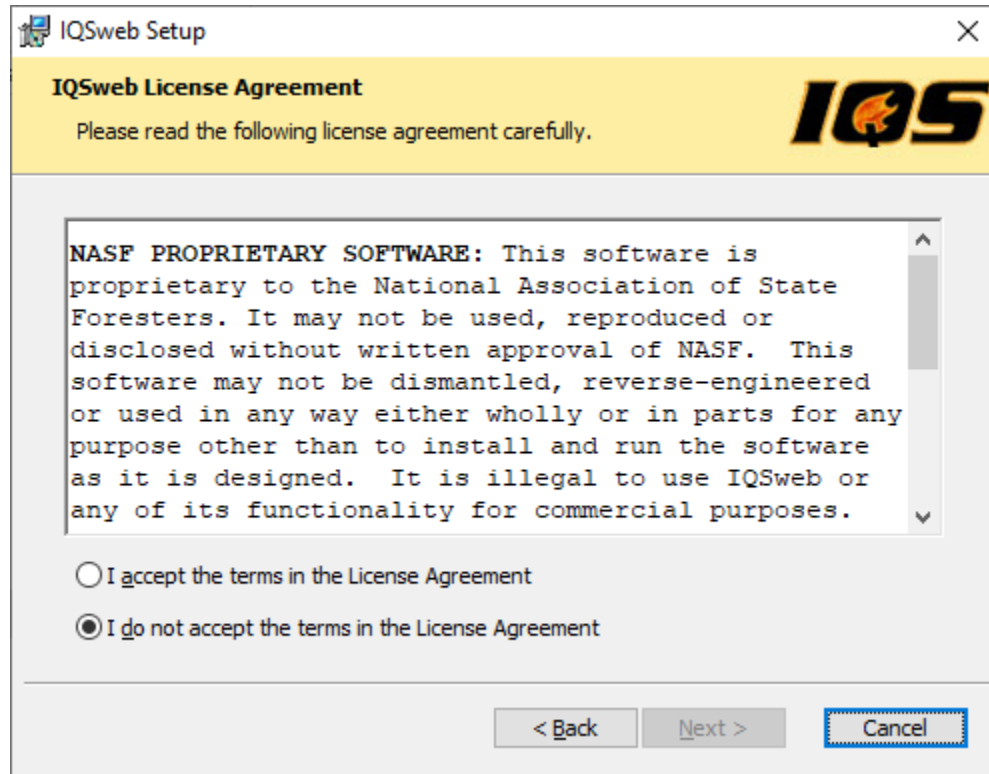 IQSweb Setup
IQSweb License Agreement
Please read the following license agreement carefully.
IQS
NASF PROPRIETARY SOFTWARE: This software is
proprietary to the National Association of State
Foresters. It may not be used, reproduced or
disclosed without written approval of NASF.  This
software may not be dismantled, reverse-engineered
or used in any way either wholly or in parts for any
purpose other than to install and run the software
as it is designed.  It is illegal to use IQSweb or
any of its functionality for commercial purposes.
I accept the terms in the License Agreement
I do not accept the terms in the License Agreement
< Back
Next >
Cancel